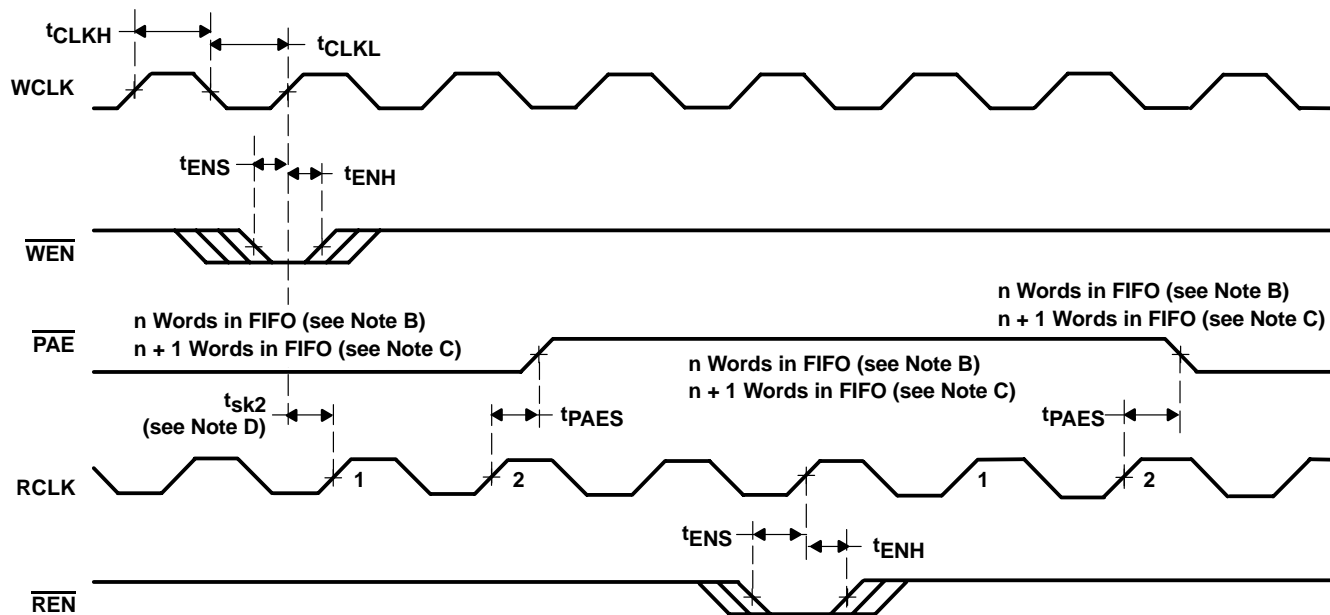 tCLKH
tCLKL
WCLK
tENS
tENH
WEN
n Words in FIFO (see Note B)
n + 1 Words in FIFO (see Note C)
n Words in FIFO (see Note B)
n + 1 Words in FIFO (see Note C)
PAE
n Words in FIFO (see Note B)
n + 1 Words in FIFO (see Note C)
tsk2
(see Note D)
tPAES
tPAES
RCLK
1
2
1
2
tENS
tENH
REN